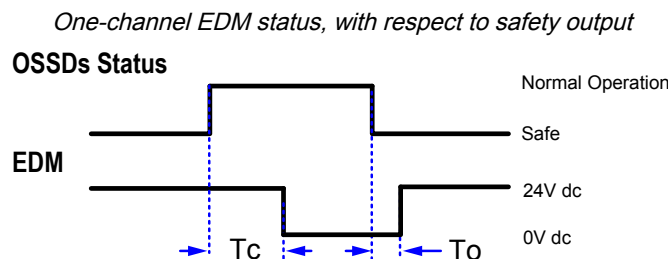 One-channel EDM status, with respect to safety output
OSSDs Status
Normal Operation
Safe
EDM
24V dc
0V dc
Tc
To